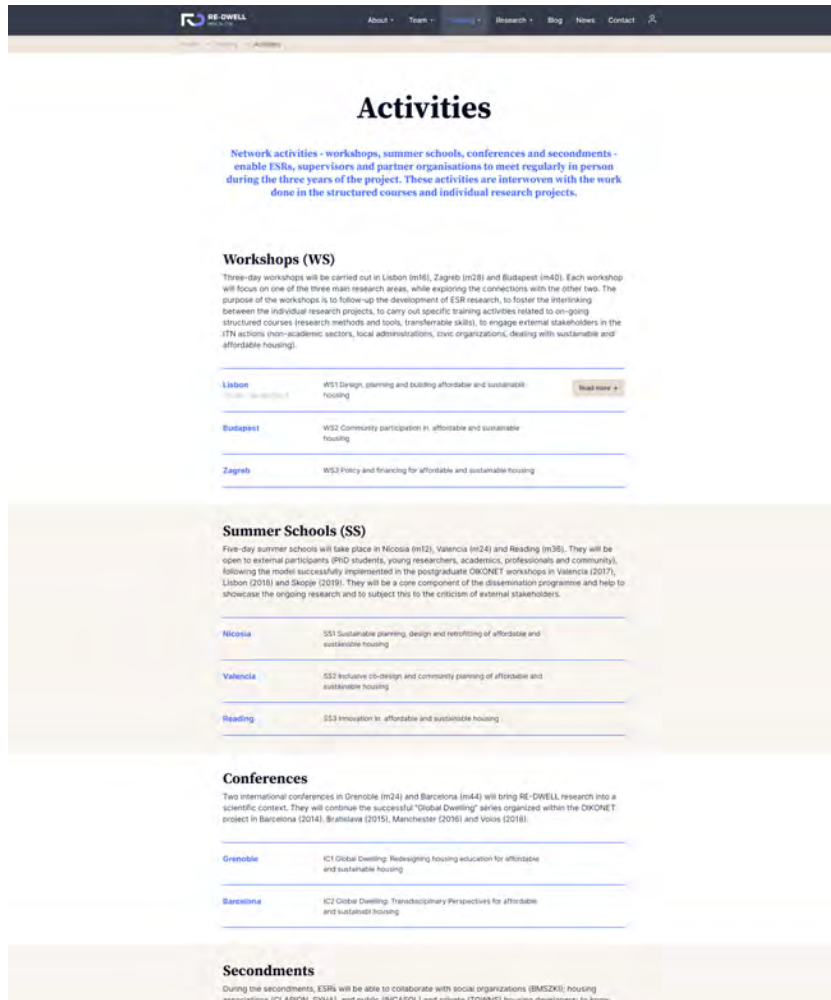 RE-DWELL
About Team Training Research Blog News Contact
Activities
Activities
Network activities - workshops, summer schools, conferences and secondments -
enable ESRs, supervisors and partner organisations to meet regularly in person
during the three years of the project. These activities are interwoven with the work
done in the structured courses and individual research projects.
Workshops (WS)
Three-day workshops will be carried out in Lisbon (m16), Zagreb (m28) and Budapest (m40). Each workshop
will focus on one of the three main research areas, while exploring the connections with the other two. The
purpose of the workshops is to follow-up the development of ESR research, to foster the interlinking
between the individual research projects, to carry out specific training activities related to on-going
structured courses (research methods and tools, transferrable skills), to engage external stakeholders in the
ITN actions (non-academic sectors, local administrations, civic organizations, dealing with sustainable and
affordable housing).
Lisbon
WS1 Design, planning and building affordable and sustainable
housing
Read more
Budapest
WS2 Community participation in affordable and sustainable
housing
Zagreb
WS3 Policy and financing for affordable and sustainable housing
Summer Schools (SS)
Five-day summer schools will take place in Nicosia (m12), Valencia (m24) and Reading (m36). They will be
open to external participants (PhD students, young researchers, academics, professionals and community),
following the model successfully implemented in the postgraduate OIKONET workshops in Valencia (2017),
Lisbon (2018) and Skopje (2019). They will be a core component of the dissemination programme and help to
showcase the ongoing research and to subject this to the criticism of external stakeholders.
Nicosia
SS1 Sustainable planning, design and retrofitting of affordable and
sustainable housing
Valencia
SS2 Inclusive co-design and community planning of affordable and
sustainable housing
Reading
SS3 Innovation in affordable and sustainable housing
Conferences
Two international conferences in Grenoble (m24) and Barcelona (m44) will bring RE-DWELL research into a
scientific context. They will continue the successful "Global Dwelling" series organized within the OIKONET
project in Barcelona (2014), Bratislava (2015), Manchester (2016) and Volos (2018).
Grenoble
IC1 Global Dwelling: Redesigning housing education for affordable
and sustainable housing
Barcelona
IC2 Global Dwelling: Transdisciplinary Perspectives for affordable
and sustainabl housing
Secondments
During the secondments, ESRs will be able to collaborate with social organizations (BMSZKI); housing
associations (CLARION, SYHA), and public (INCASOL) and private (TOWNS) housing developers; to know